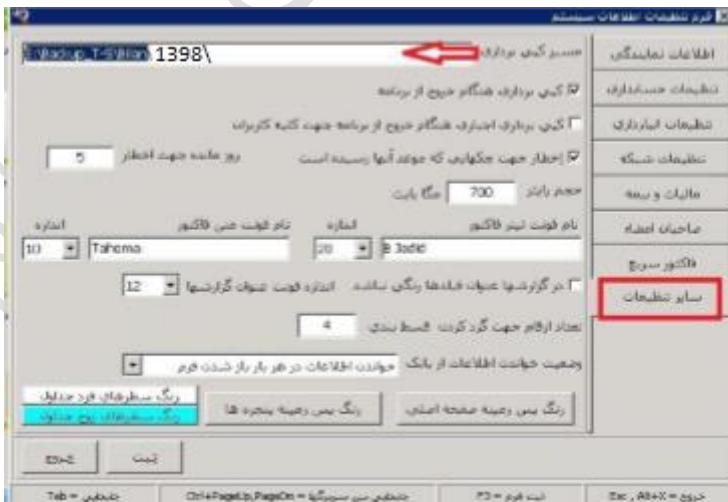 فرم تنظیمات اطلاعات سیستم
اطلاعات نمایندگی
تنظیمات حسابداری
تنظیمات انبارداری
تنظیمات شبکه
مالیات و بیمه
صاحبان امضاء
فاکتور سریع
سایر تنظیمات
مسیر کپی برداری \1398\
کپی برداری هنگام خروج از برنامه
کپی برداری اجباری هنگام خروج از برنامه جهت کلیه کاربران
اخطار جهت چکهایی که موعد آنها رسیده است روز مانده جهت اخطار 5
حجم رایتر 700 مگا بایت
نام فونت تیتر فاکتور اندازه نام فونت متن فاکتور اندازه
B Jadid 20 Tahoma 10
در گزارشها عنوان فیلدها رنگی نباشد اندازه فونت عنوان گزارشها 12
تعداد ارقام جهت گرد کردن قسط بندی 4
وضعیت خواندن اطلاعات از بانک خواندن اطلاعات در هر بار باز شدن فرم
رنگ پس زمینه صفحه اصلی
رنگ پس زمینه پنجره ها
رنگ سطرهای فرد جداول
رنگ سطرهای زوج جداول
ثبت
خروج
خروج = Esc , Alt+X
ثبت فرم = F3
جابجایی بین سربرگها = Ctrl+PageUp,PageDn
جابجایی = Tab